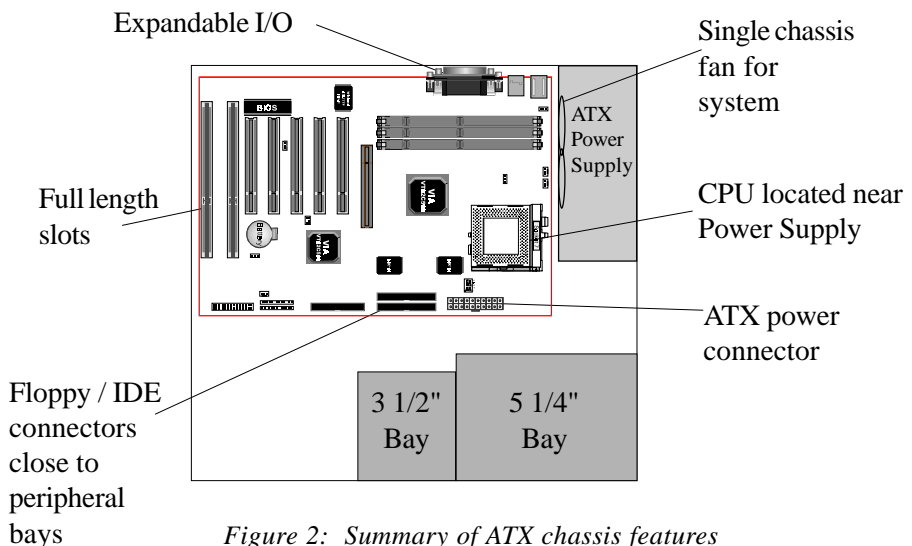 Expandable I/O
Single chassis
fan for
system
BIOS
ATX
Power
Supply
Full length
slots
CPU located near
Power Supply
VIA
VIA
ATX power
connector
Floppy / IDE
connectors
close to
peripheral
bays
3 1/2"
Bay
5 1/4"
Bay
Figure 2: Summary of ATX chassis features